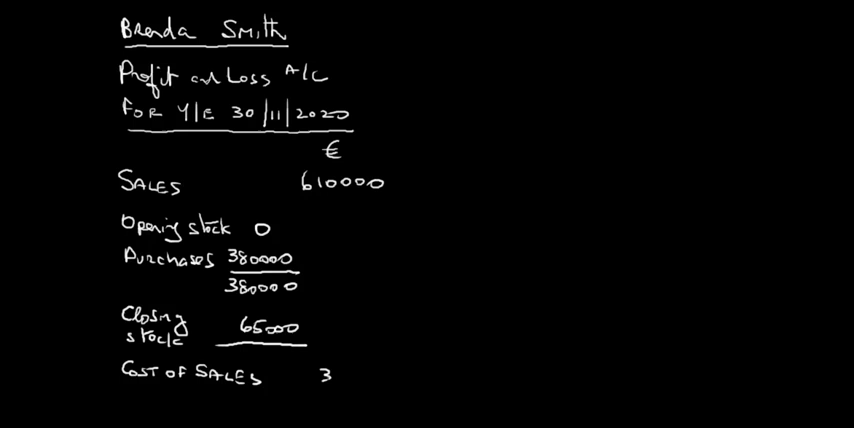 Brenda Smith
Profit and Loss A/C
FOR Y/E 30/11/2020
€
SALES 610000
Opening stock 0
Purchases 380000
380000
Closing
stock 65000
COST OF SALES 3